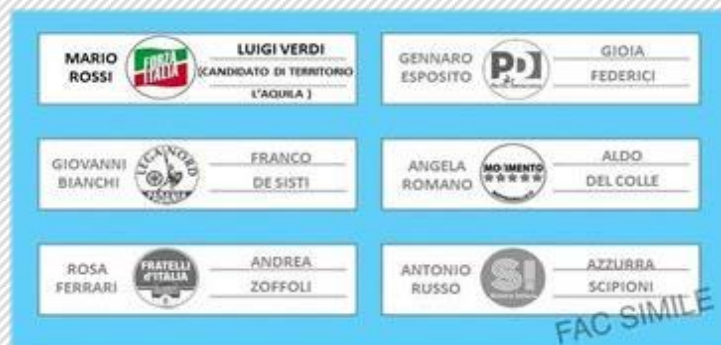 MARIO
ROSSI
FORZA
ITALIA
LUIGI VERDI
(CANDIDATO DI TERRITORIO
L'AQUILA )
GENNARO
ESPOSITO
PD
GIOIA
FEDERICI
GIOVANNI
BIANCHI
LEGA NORD
FRANCO
DE SISTI
ANGELA
ROMANO
MOVIMENTO
ALDO
DEL COLLE
ROSA
FERRARI
FRATELLI
d'ITALIA
ANDREA
ZOFFOLI
ANTONIO
RUSSO
SI
AZZURRA
SCIPIONI
FAC SIMILE